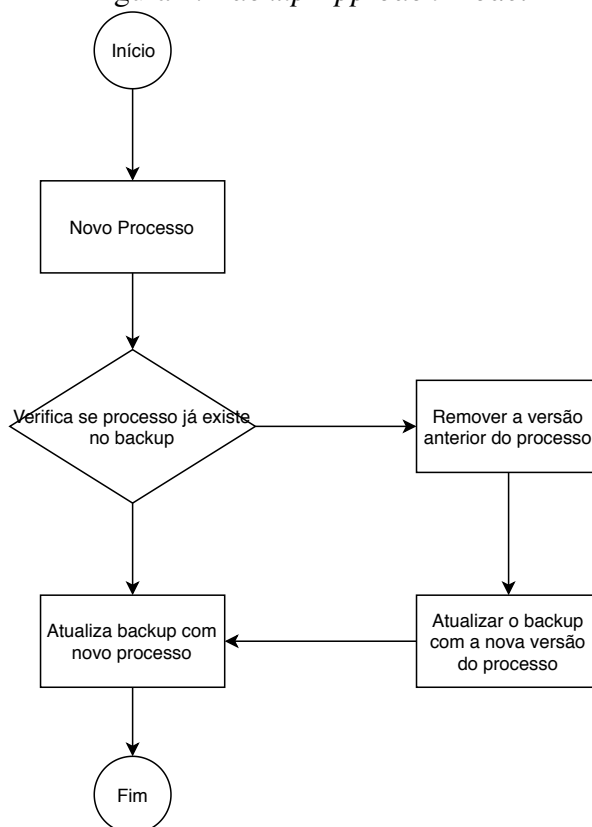 Início
Novo Processo
Verifica se processo já existe
no backup
Remover a versão
anterior do processo
Atualiza backup com
novo processo
Atualizar o backup
com a nova versão
do processo
Fim